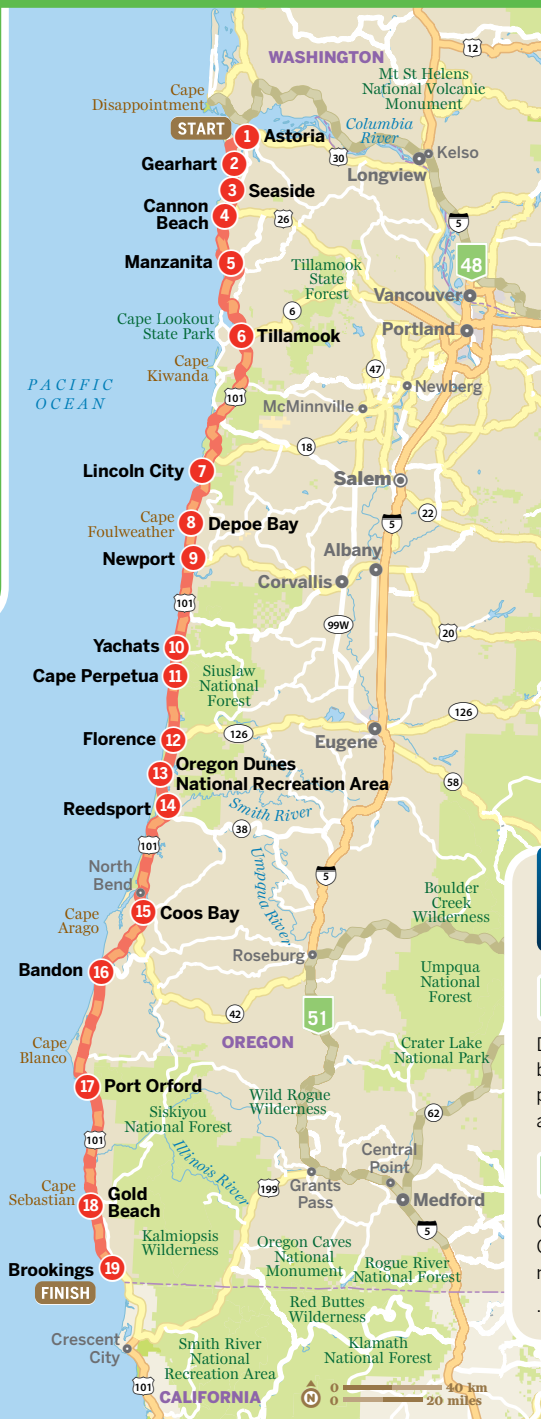 WASHINGTON
12
Mt St Helens
National Volcanic
Monument
Cape
Disappointment
START
1
Astoria
Columbia
River
30
Kelso
Longview
Gearhart
2
3
Seaside
Cannon
Beach
4
26
5
48
Manzanita
5
Tillamook
State
Forest
Vancouver
6
Cape Lookout
State Park
6
Tillamook
Portland
Cape
Kiwanda
47
Newberg
101
McMinnville
PACIFIC
OCEAN
18
Lincoln City
7
Salem
22
Cape
Foulweather
8
Depoe Bay
5
Newport
9
Albany
Corvallis
101
99W
20
Yachats
10
Cape Perpetua
11
Siuslaw
National
Forest
126
Florence
12
126
Eugene
13
Oregon Dunes
National Recreation Area
58
Reedsport
14
Smith River
38
101
Umpqua River
5
North
Bend
Boulder
Creek
Wilderness
Cape
Arago
15
Coos Bay
Roseburg
Bandon
16
Umpqua
National
Forest
42
51
OREGON
Cape
Blanco
Crater Lake
National Park
D
b
p
a
17
Port Orford
Wild Rogue
Wilderness
62
Siskiyou
National Forest
101
Illinois River
Central
Point
199
Grants
Pass
Medford
Cape
Sebastian
18
Gold
Beach
5
Kalmiopsis
Wilderness
Oregon Caves
National
Monument
Rogue River
National Forest
Brookings
19
FINISH
Red Buttes
Wilderness
Crescent
City
Smith River
National
Recreation Area
Klamath
National Forest
101
CALIFORNIA
N
0
40 km
0
20 miles